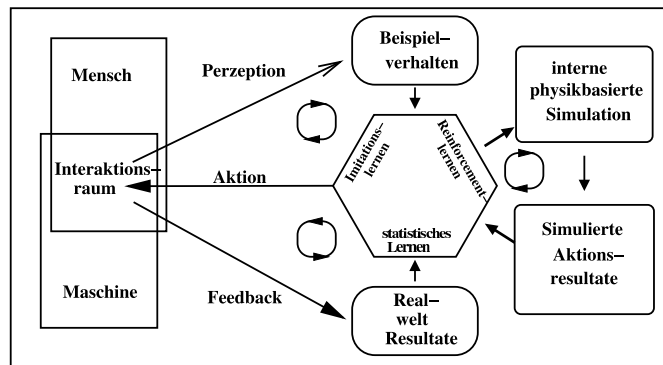 Mensch
Interaktions–
raum
Maschine
Perzeption
Aktion
Feedback
Beispiel–
verhalten
Imitations–
lernen
Reinforcement–
lernen
statistisches
Lernen
Real–
welt
Resultate
interne
physikbasierte
Simulation
Simulierte
Aktions–
resultate